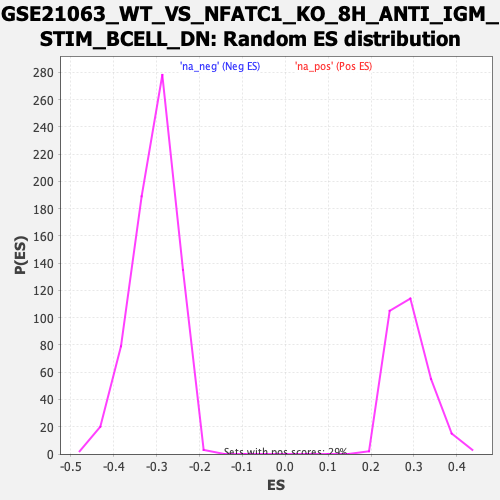 GSE21063_WT_VS_NFATC1_KO_8H_ANTI_IGM_
STIM_BCELL_DN: Random ES distribution
'na_neg' (Neg ES) 'na_pos' (Pos ES)
280
260
240
220
200
180
160
140
120
100
80
60
40
20
0
P(ES)
Sets with pos scores: 29%
-0.5 -0.4 -0.3 -0.2 -0.1 0.0 0.1 0.2 0.3 0.4
ES